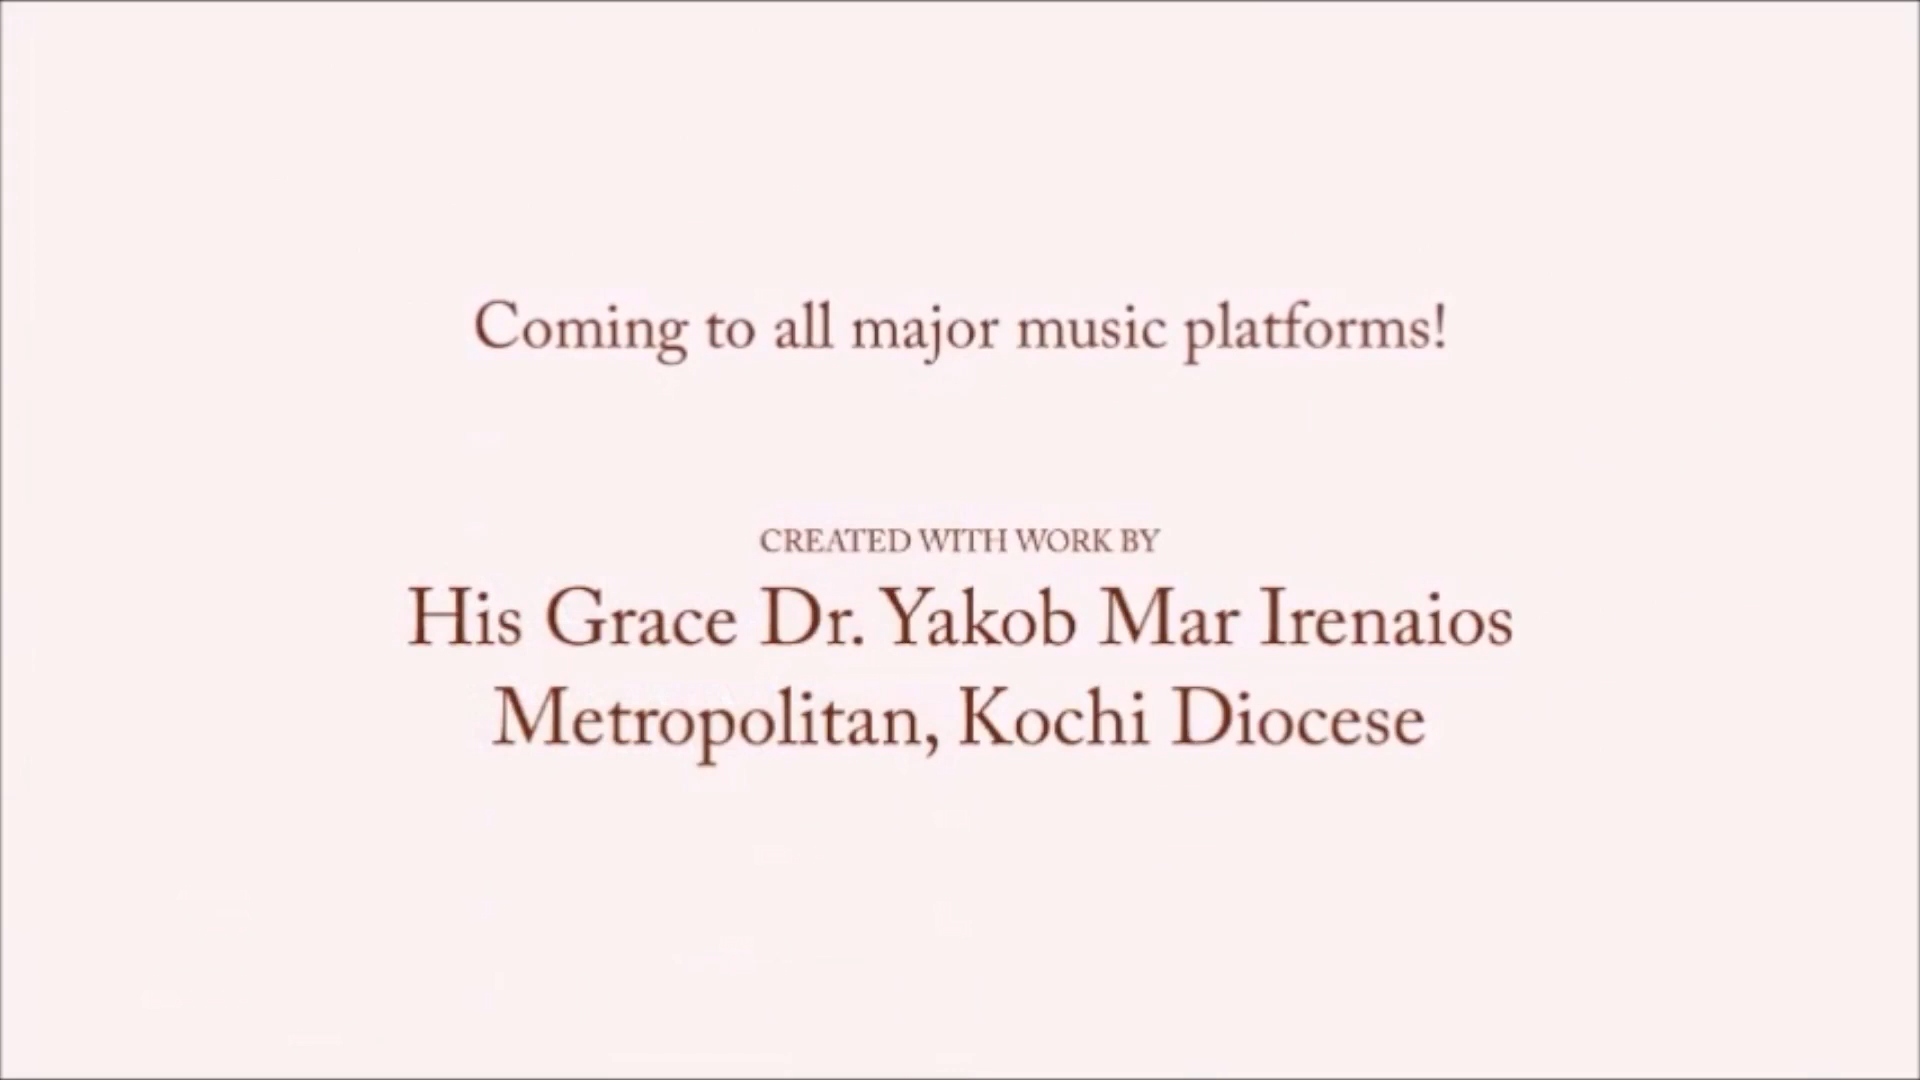 Coming to all major music platforms!
CREATED WITH WORK BY
His Grace Dr. Yakob Mar Irenaios
Metropolitan, Kochi Diocese